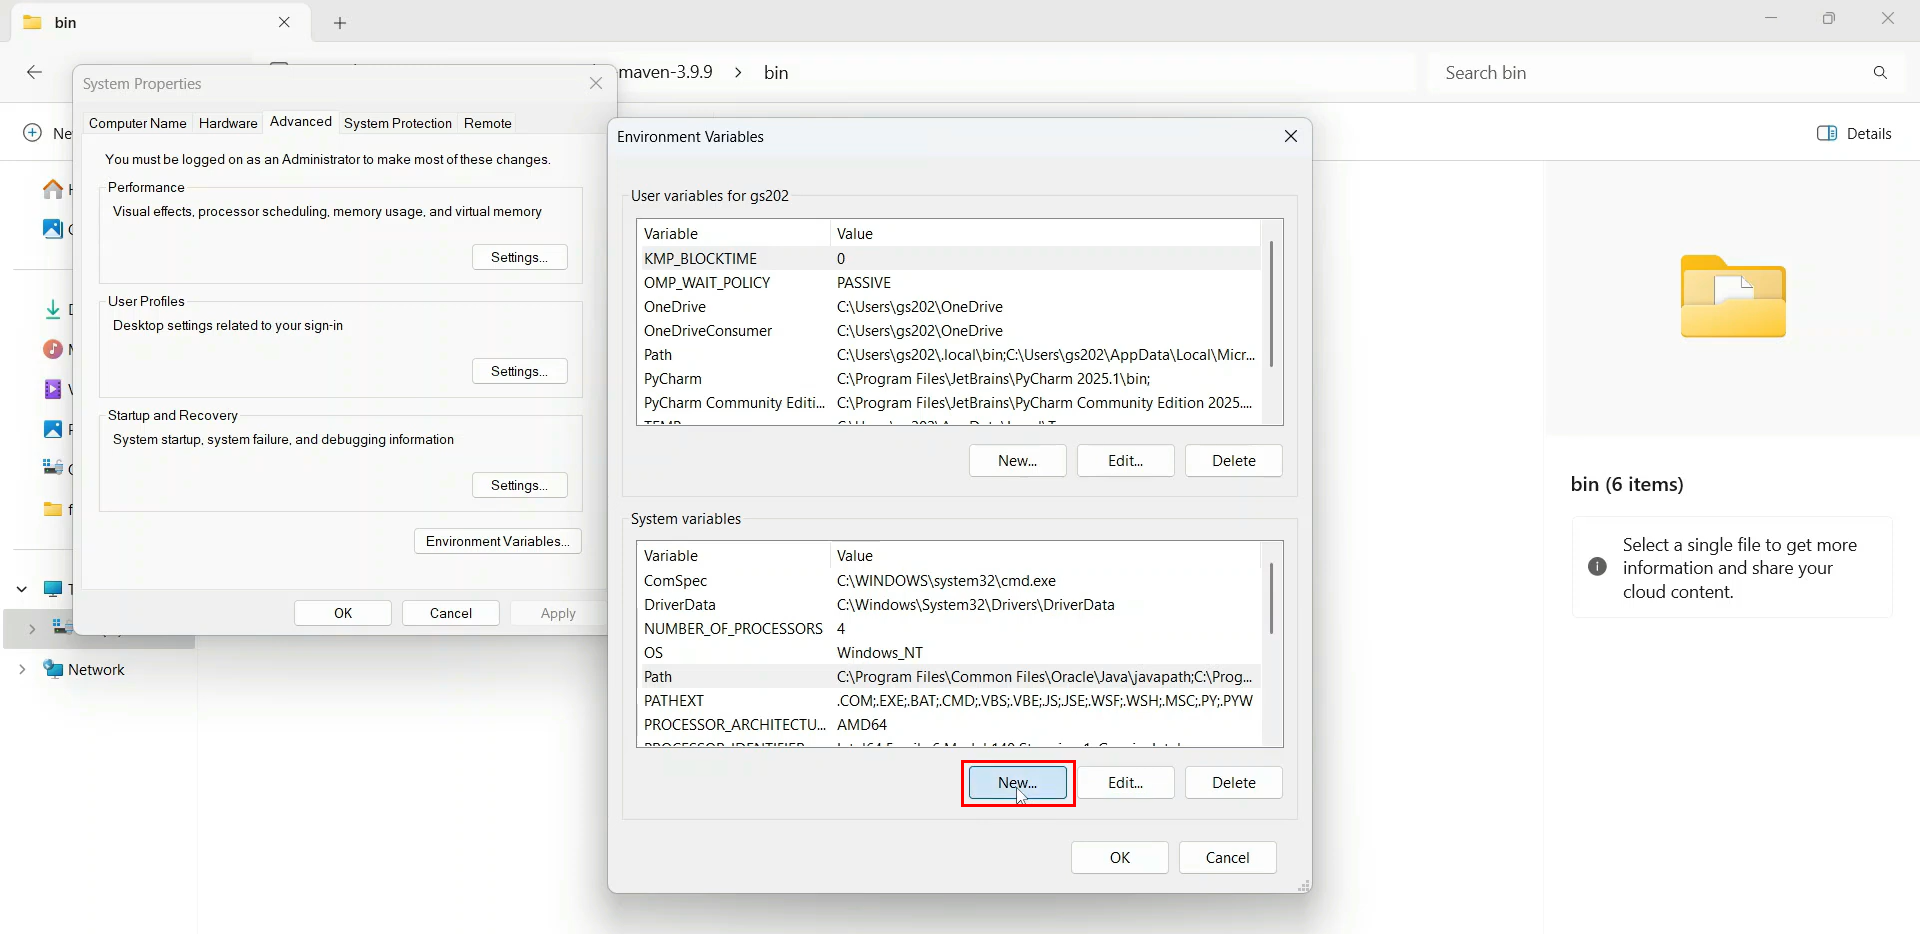 bin
maven-3.9.9 > bin
Search bin
Details
System Properties
Computer Name Hardware Advanced System Protection Remote
You must be logged on as an Administrator to make most of these changes.
Performance
Visual effects, processor scheduling, memory usage, and virtual memory
Settings...
User Profiles
Desktop settings related to your sign-in
Settings...
Startup and Recovery
System startup, system failure, and debugging information
Settings...
Environment Variables...
OK Cancel Apply
Network
Environment Variables
User variables for gs202
Variable Value
KMP_BLOCKTIME 0
OMP_WAIT_POLICY PASSIVE
OneDrive C:\Users\gs202\OneDrive
OneDriveConsumer C:\Users\gs202\OneDrive
Path C:\Users\gs202\.local\bin;C:\Users\gs202\AppData\Local\Micr...
PyCharm C:\Program Files\JetBrains\PyCharm 2025.1\bin;
PyCharm Community Editi... C:\Program Files\JetBrains\PyCharm Community Edition 2025....
New... Edit... Delete
System variables
Variable Value
ComSpec C:\WINDOWS\system32\cmd.exe
DriverData C:\Windows\System32\Drivers\DriverData
NUMBER_OF_PROCESSORS 4
OS Windows_NT
Path C:\Program Files\Common Files\Oracle\Java\javapath;C:\Prog...
PATHEXT .COM;.EXE;.BAT;.CMD;.VBS;.VBE;.JS;.JSE;.WSF;.WSH;.MSC;.PY;.PYW
PROCESSOR_ARCHITECTU... AMD64
New... Edit... Delete
OK Cancel
bin (6 items)
Select a single file to get more
information and share your
cloud content.